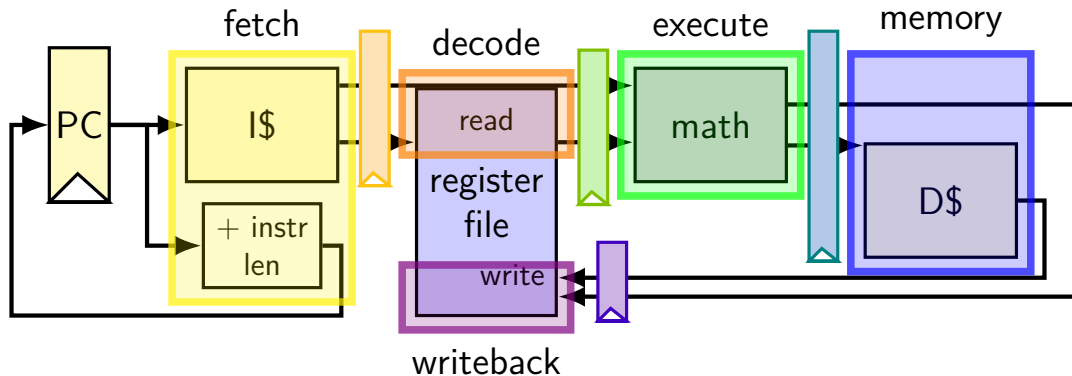 fetch
decode
execute
memory
PC
I$
read
math
register
file
D$
+ instr
len
write
writeback